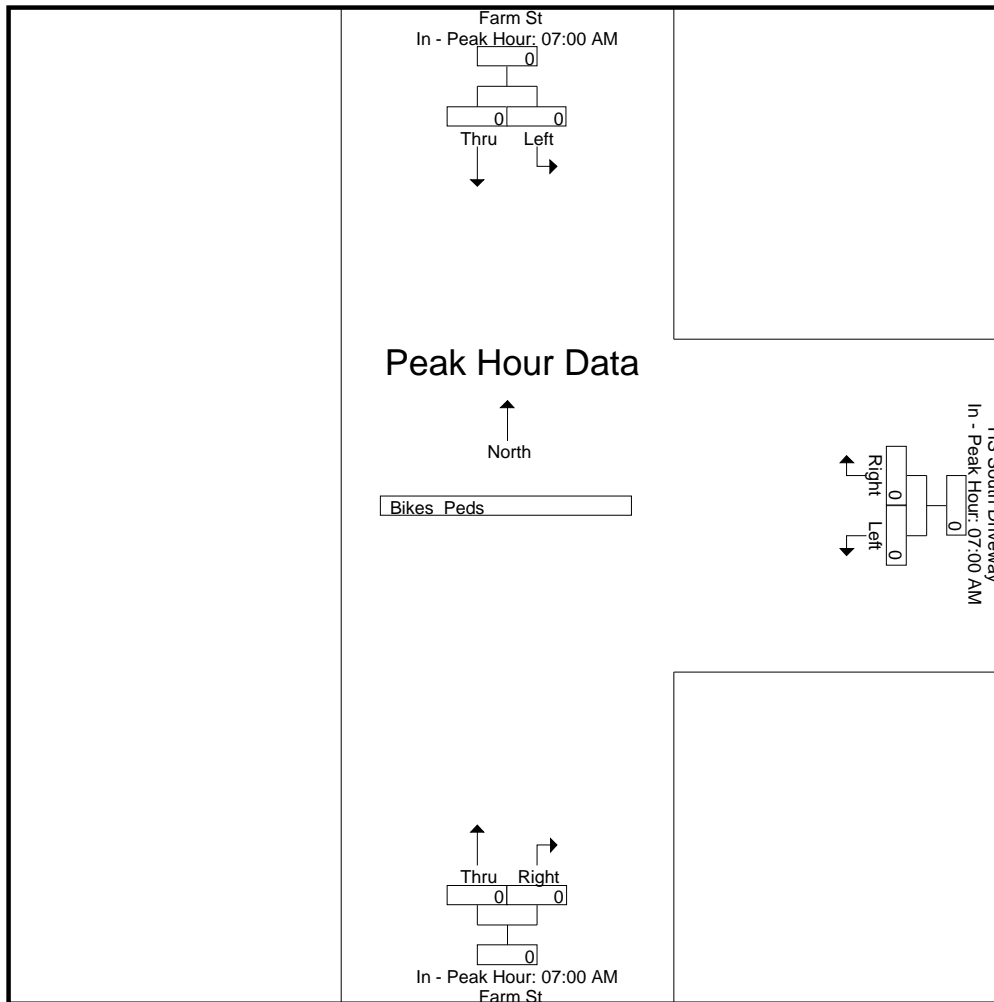 Farm St
In - Peak Hour: 07:00 AM
0
0 0
Thru Left
Peak Hour Data
North
Bikes Peds
Right Left
0 0
0
In - Peak Hour: 07:00 AM
South Driveway
Thru Right
0 0
0
In - Peak Hour: 07:00 AM
Farm St